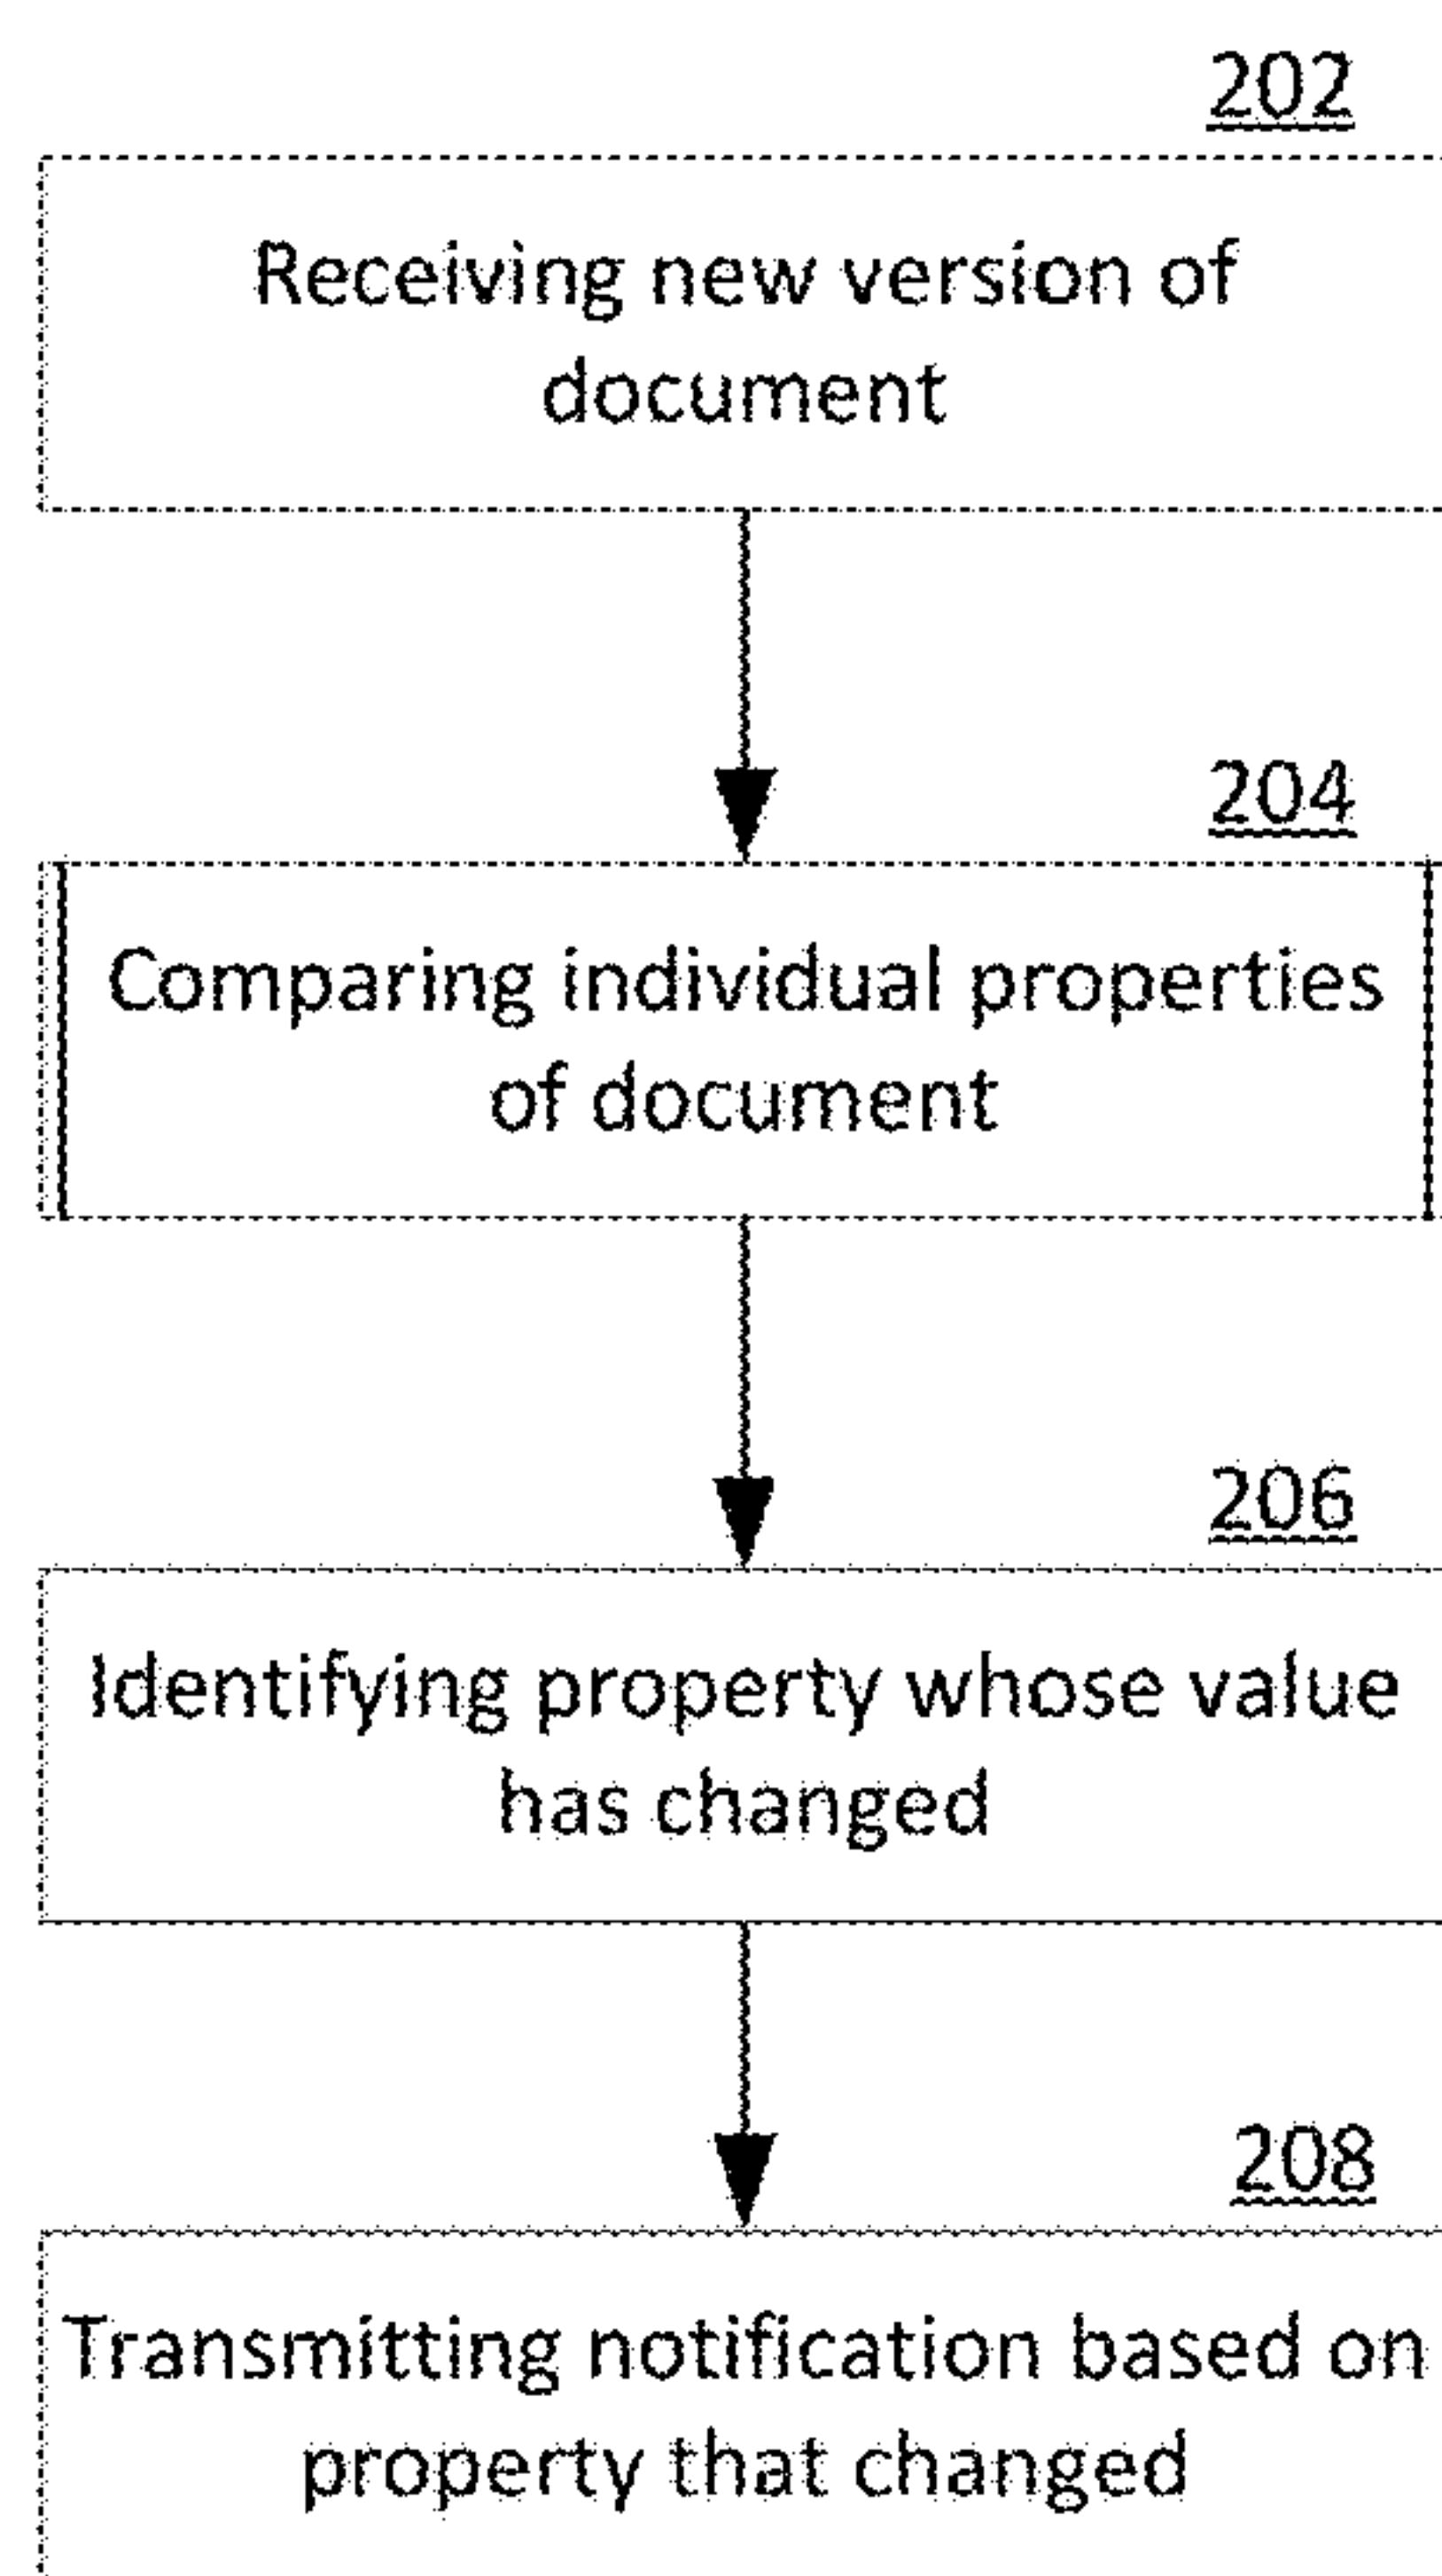 202
Receiving new version of
document
204
Comparing individual properties
of document
206
Identifying property whose value
has changed
208
Transmitting notification based on
property that changed